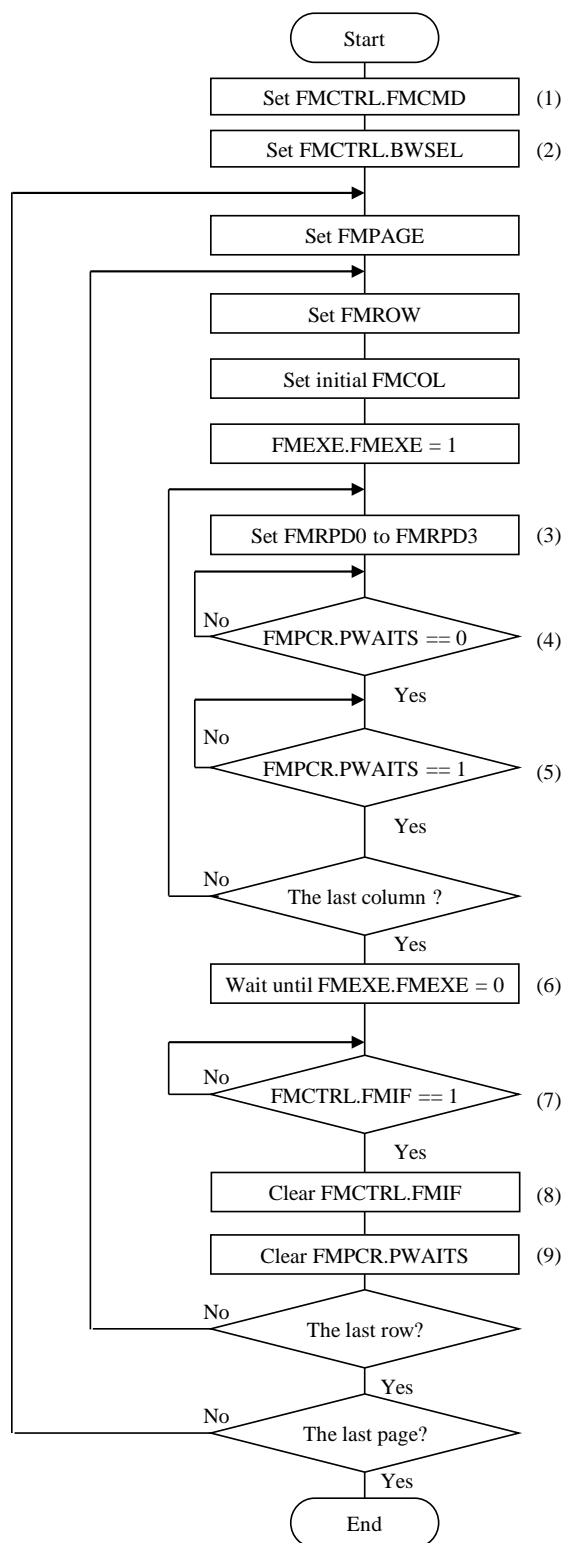 Start
Set FMCTRL.FMCMD (1)
Set FMCTRL.BWSEL (2)
Set FMPAGE
Set FMROW
Set initial FMCOL
FMEXE.FMEXE = 1
Set FMRPD0 to FMRPD3 (3)
No
FMPCR.PWAITS == 0 (4)
Yes
No
FMPCR.PWAITS == 1 (5)
Yes
No
The last column ?
Yes
Wait until FMEXE.FMEXE = 0 (6)
No
FMCTRL.FMIF == 1 (7)
Yes
Clear FMCTRL.FMIF (8)
Clear FMPCR.PWAITS (9)
No
The last row?
Yes
No
The last page?
Yes
End